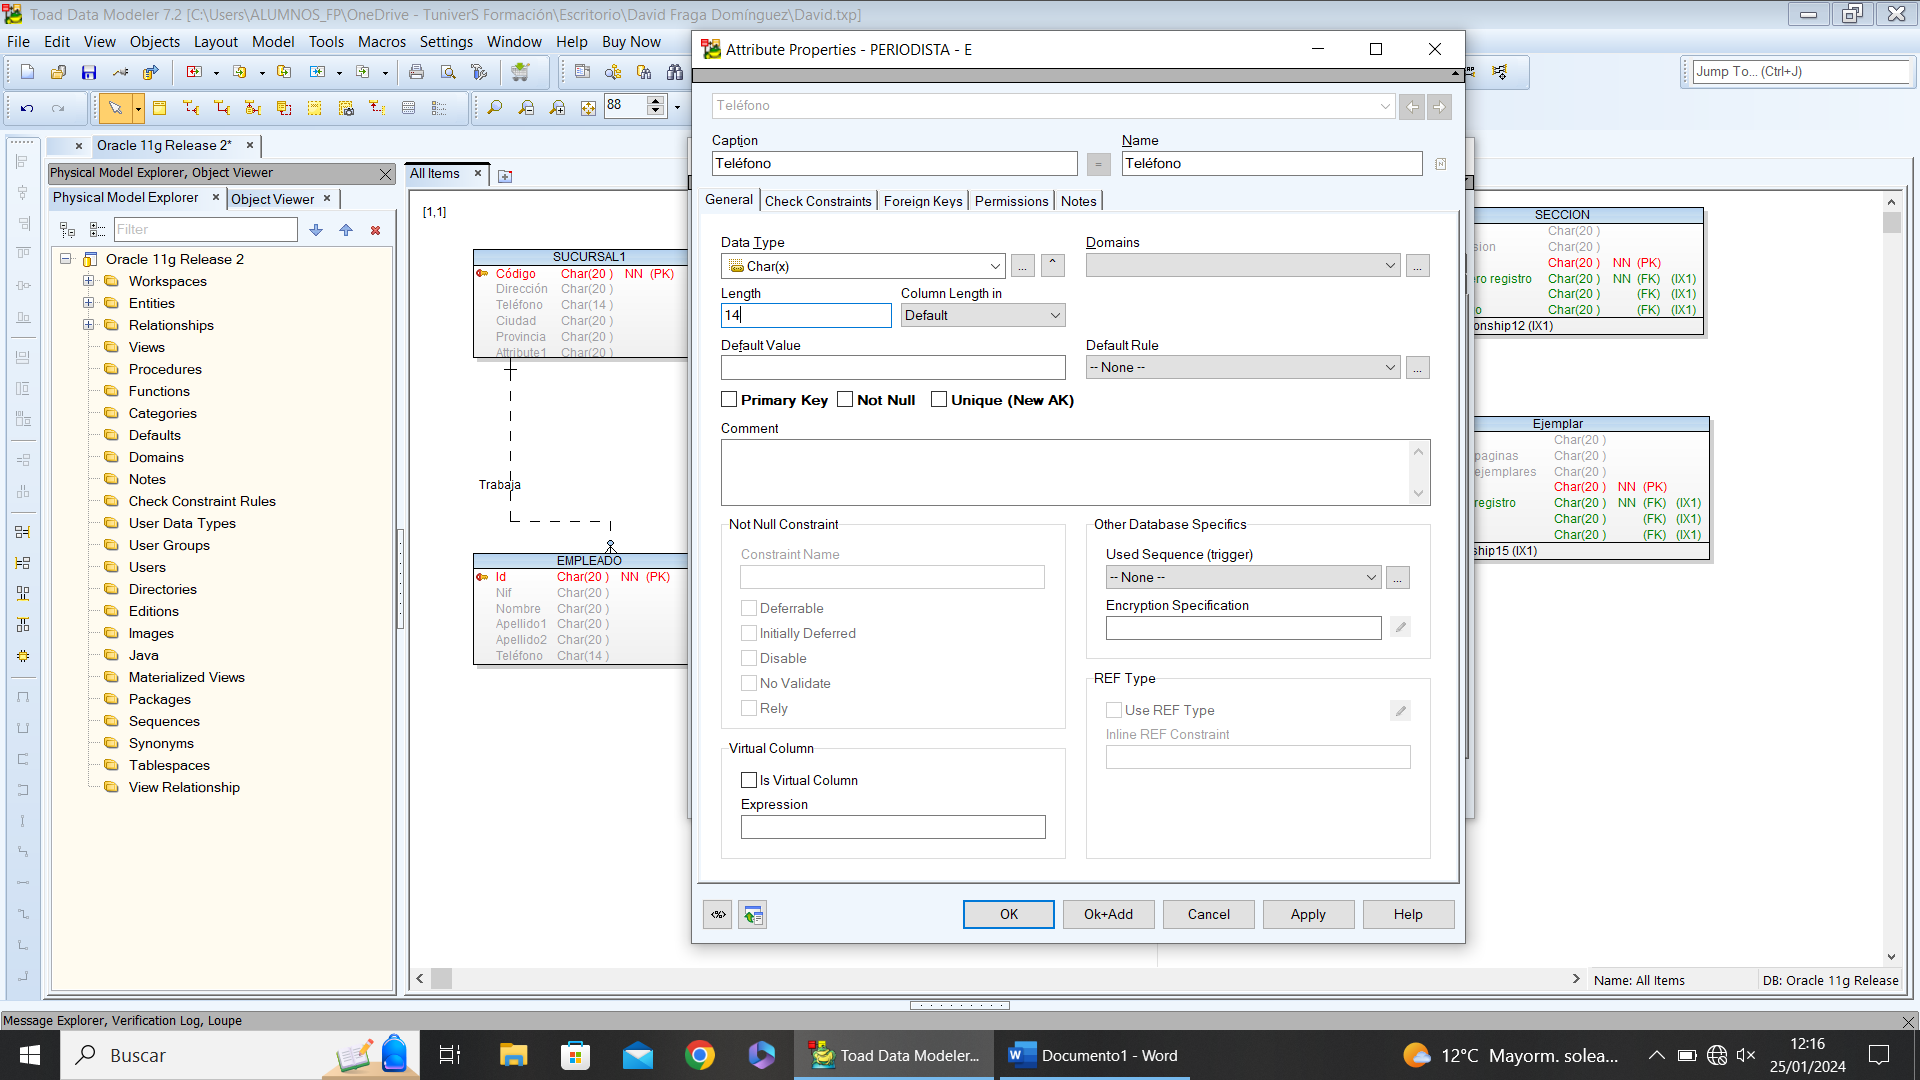 Toad Data Modeler 7.2 [C:\Users\ALUMNOS_FP\OneDrive - TuniverS Formación\Escritorio\David Fraga Domínguez\David.txp]
File Edit View Objects Layout Model Tools Macros Settings Window Help Buy Now
Jump To... (Ctrl+J)
88
Oracle 11g Release 2*
Physical Model Explorer, Object Viewer
Physical Model Explorer Object Viewer
Filter
Oracle 11g Release 2
Workspaces
Entities
Relationships
Views
Procedures
Functions
Categories
Defaults
Domains
Notes
Check Constraint Rules
User Data Types
User Groups
Users
Directories
Editions
Images
Java
Materialized Views
Packages
Sequences
Synonyms
Tablespaces
View Relationship
All Items
[1,1]
SUCURSAL1
Código Char(20 ) NN (PK)
Dirección Char(20 )
Teléfono Char(14 )
Ciudad Char(20 )
Provincia Char(20 )
Attribute1 Char(20 )
Trabaja
EMPLEADO
Id Char(20 ) NN (PK)
Nif Char(20 )
Nombre Char(20 )
Apellido1 Char(20 )
Apellido2 Char(20 )
Teléfono Char(14 )
Attribute Properties - PERIODISTA - E
Teléfono
Caption Name
Teléfono = Teléfono
General Check Constraints Foreign Keys Permissions Notes
Data Type Domains
Char(x) ... ^ ...
Length Column Length in
14 Default
Default Value Default Rule
-- None -- ...
Primary Key Not Null Unique (New AK)
Comment
Not Null Constraint
Constraint Name
Deferrable
Initially Deferred
Disable
No Validate
Rely
Virtual Column
Is Virtual Column
Expression
Other Database Specifics
Used Sequence (trigger)
-- None -- ...
Encryption Specification
REF Type
Use REF Type
Inline REF Constraint
<%>
OK Ok+Add Cancel Apply Help
SECCION
Char(20 )
sion Char(20 )
Char(20 ) NN (PK)
ro registro Char(20 ) NN (FK) (IX1)
Char(20 ) (FK) (IX1)
o Char(20 ) (FK) (IX1)
onship12 (IX1)
Ejemplar
Char(20 )
paginas Char(20 )
ejemplares Char(20 )
Char(20 ) NN (PK)
registro Char(20 ) NN (FK) (IX1)
Char(20 ) (FK) (IX1)
Char(20 ) (FK) (IX1)
ship15 (IX1)
Name: All Items DB: Oracle 11g Release
Message Explorer, Verification Log, Loupe
Buscar
Toad Data Modeler...
Documento1 - Word
12°C Mayorm. solea...
12:16
25/01/2024